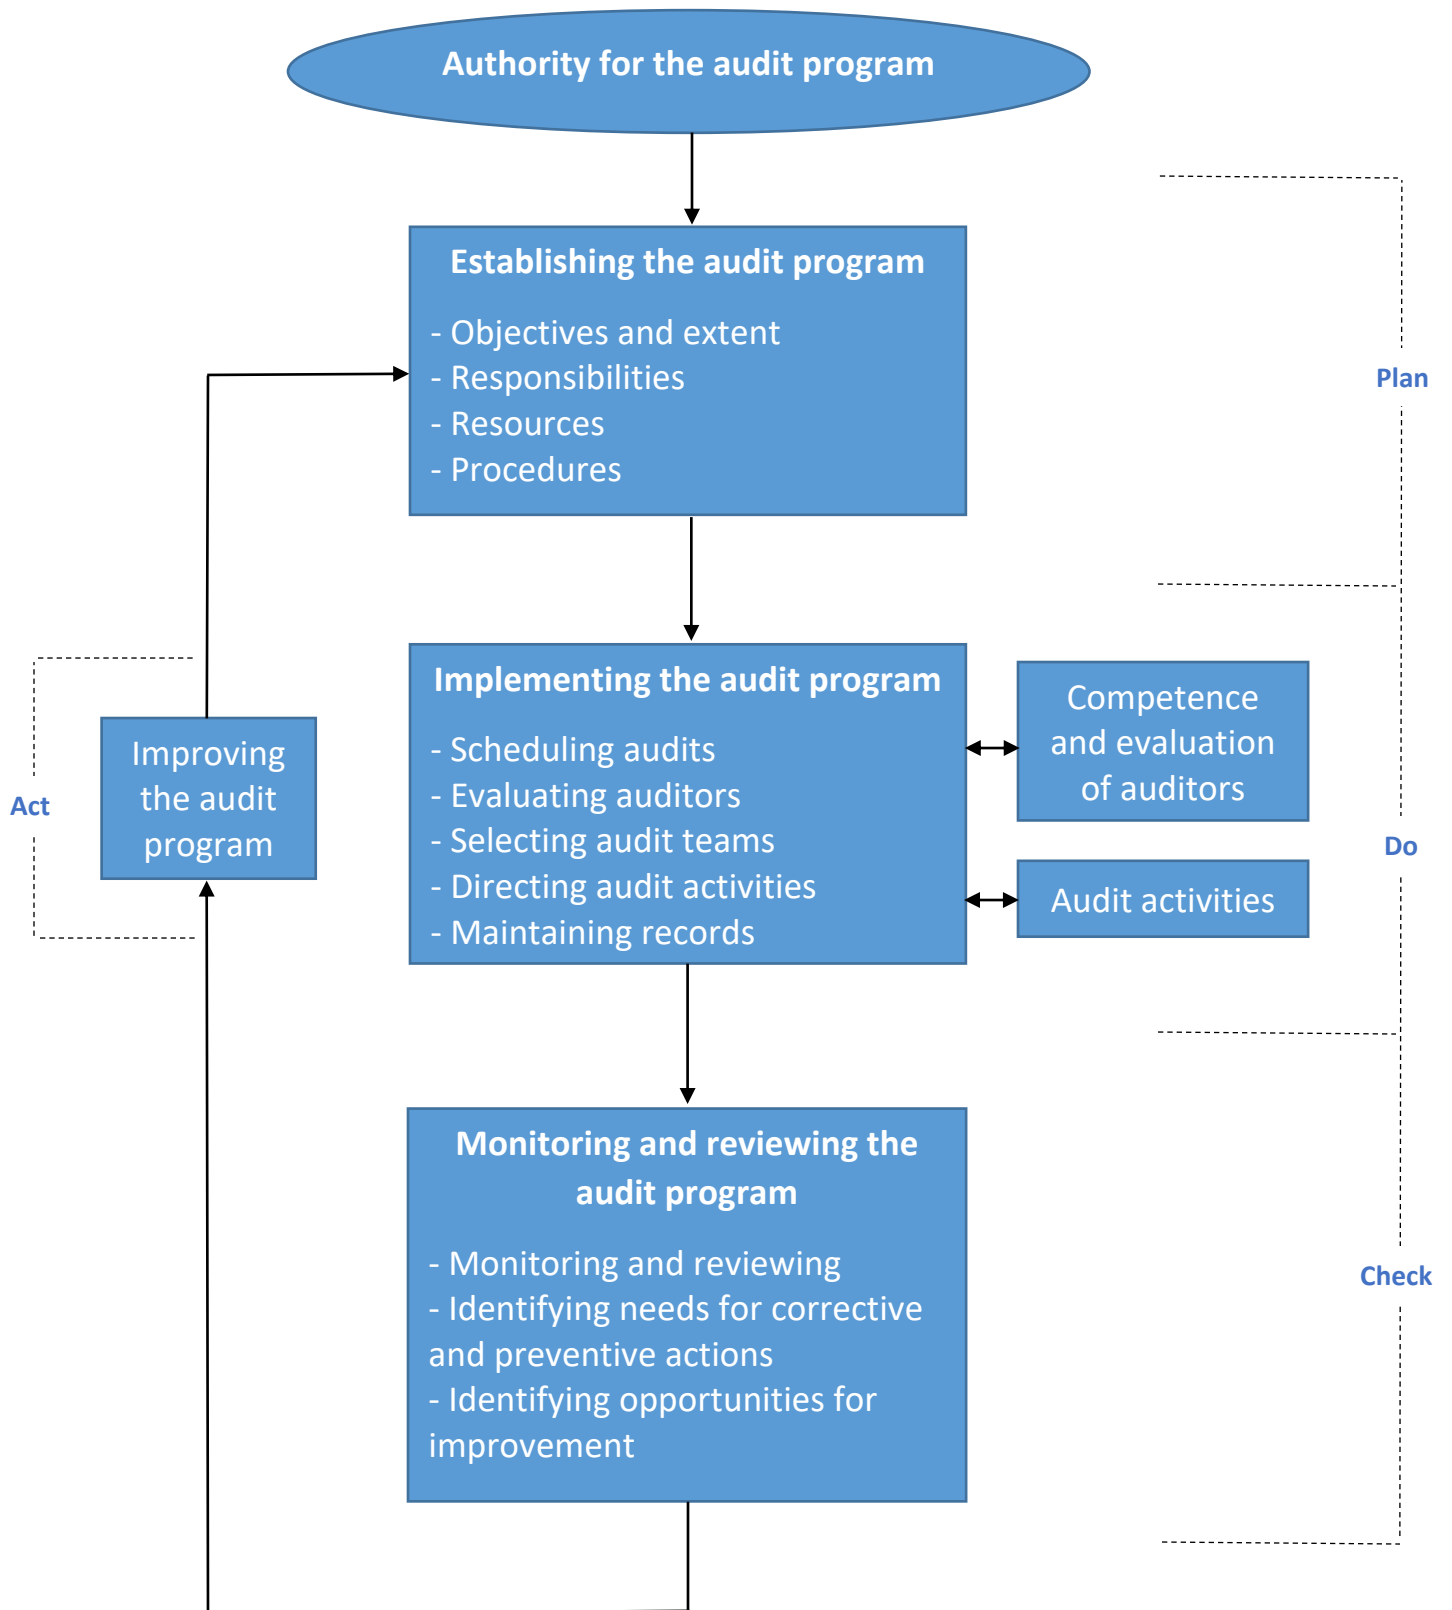 Authority for the audit program
Establishing the audit program
- Objectives and extent
- Responsibilities
- Resources
- Procedures
Plan
Implementing the audit program
- Scheduling audits
- Evaluating auditors
- Selecting audit teams
- Directing audit activities
- Maintaining records
Competence
and evaluation
of auditors
Audit activities
Do
Improving
the audit
program
Act
Monitoring and reviewing the
audit program
- Monitoring and reviewing
- Identifying needs for corrective
and preventive actions
- Identifying opportunities for
improvement
Check